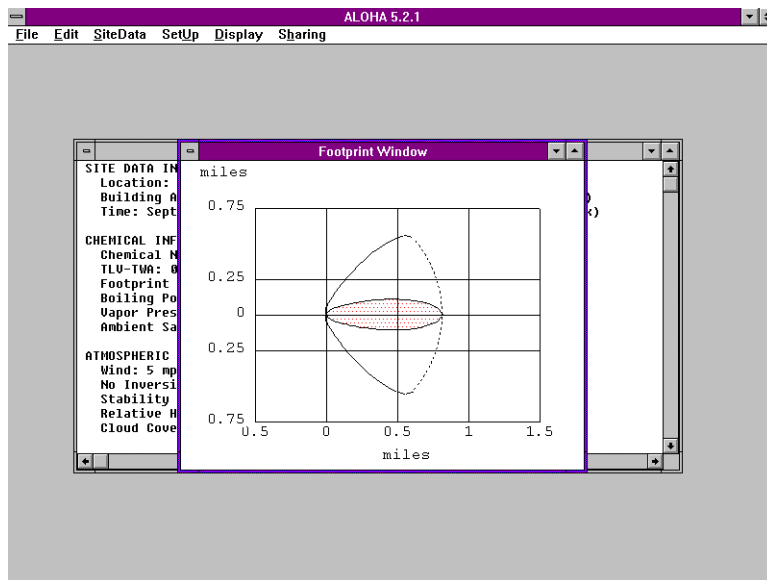 ALOHA 5.2.1
File Edit SiteData SetUp Display Sharing
Footprint Window
SITE DATA IN
Location:
Building A
)
Time: Sept
k)
CHEMICAL INF
Chemical N
TLV-TWA: 0
Footprint
Boiling Po
Vapor Pres
Ambient Sa
ATMOSPHERIC
Wind: 5 mp
No Inversi
Stability
Relative H
Cloud Cove
miles
0.75
0.25
0
0.25
0.75
0.5 0 0.5 1 1.5
miles